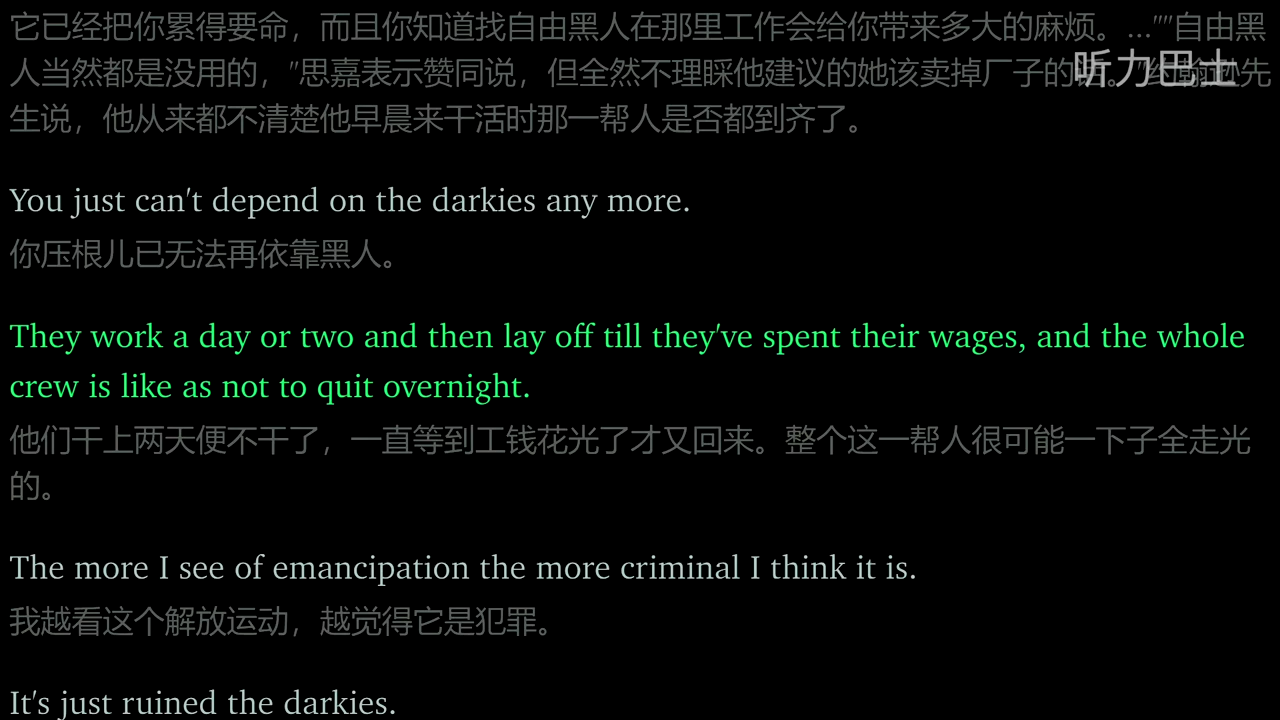 它已经把你累得要命，而且你知道找自由黑人在那里工作会给你带来多大的麻烦。…""自由黑
人当然都是没用的，"思嘉表示赞同说，但全然不理睬他建议的她该卖掉厂子的话。"约翰逊先
生说，他从来都不清楚他早晨来干活时那一帮人是否都到齐了。
听力巴士
You just can't depend on the darkies any more.
你压根儿已无法再依靠黑人。
They work a day or two and then lay off till they've spent their wages, and the whole
crew is like as not to quit overnight.
他们干上两天便不干了，一直等到工钱花光了才又回来。整个这一帮人很可能一下子全走光
的。
The more I see of emancipation the more criminal I think it is.
我越看这个解放运动，越觉得它是犯罪。
It's just ruined the darkies.